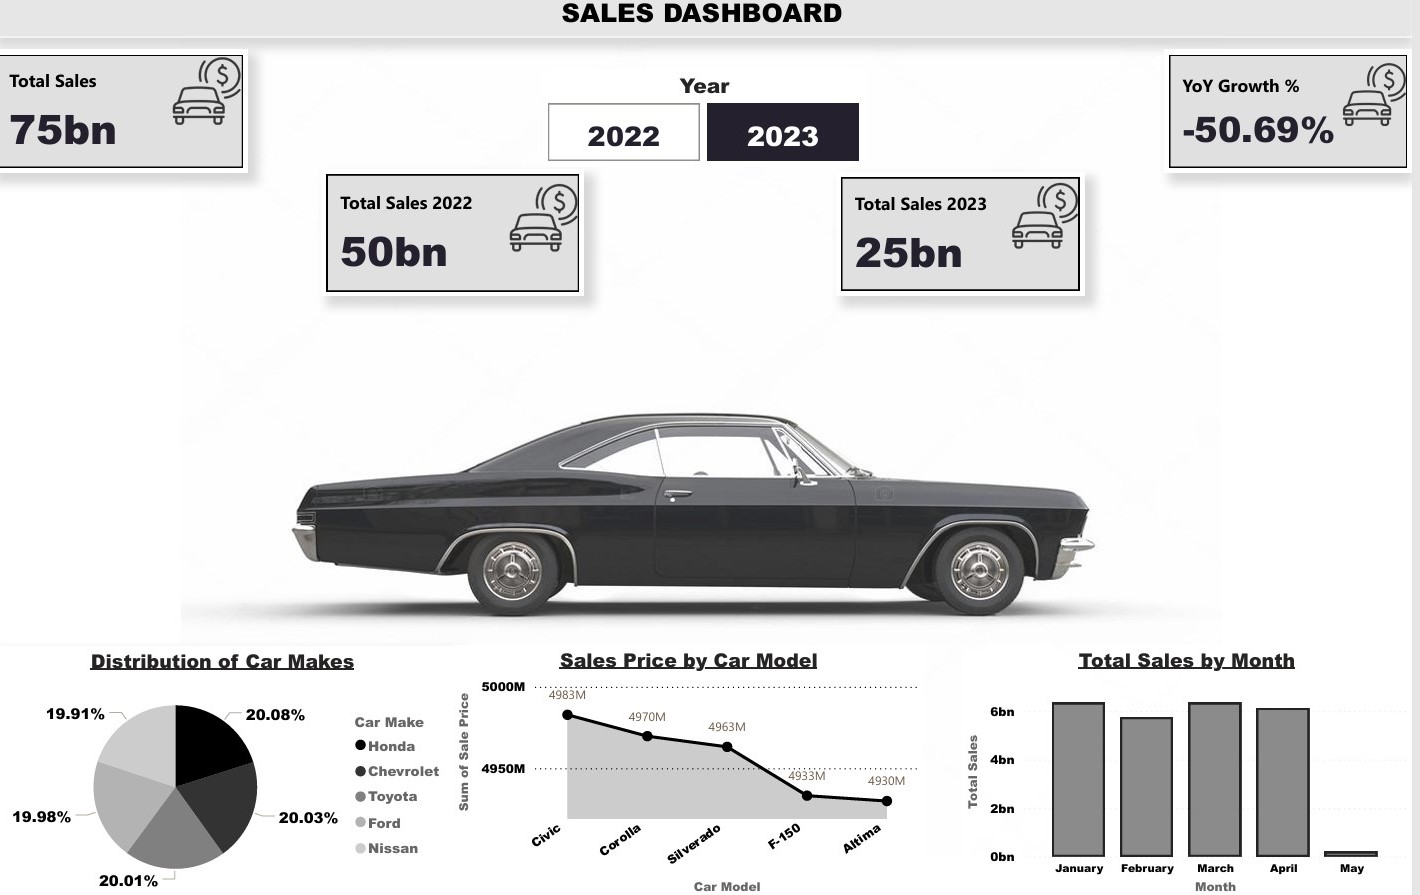 SALES DASHBOARD
Total Sales
75bn
Year
2022
2023
YoY Growth %
-50.69%
Total Sales 2022
50bn
Total Sales 2023
25bn
Distribution of Car Makes
19.91%
20.08%
19.98%
20.03%
20.01%
Car Make
Honda
Chevrolet
Toyota
Ford
Nissan
Sales Price by Car Model
Sum of Sale Price
5000M
4950M
4983M
4970M
4963M
4933M
4930M
Civic
Corolla
Silverado
F-150
Altima
Car Model
Total Sales by Month
Total Sales
6bn
4bn
2bn
0bn
January
February
March
April
May
Month